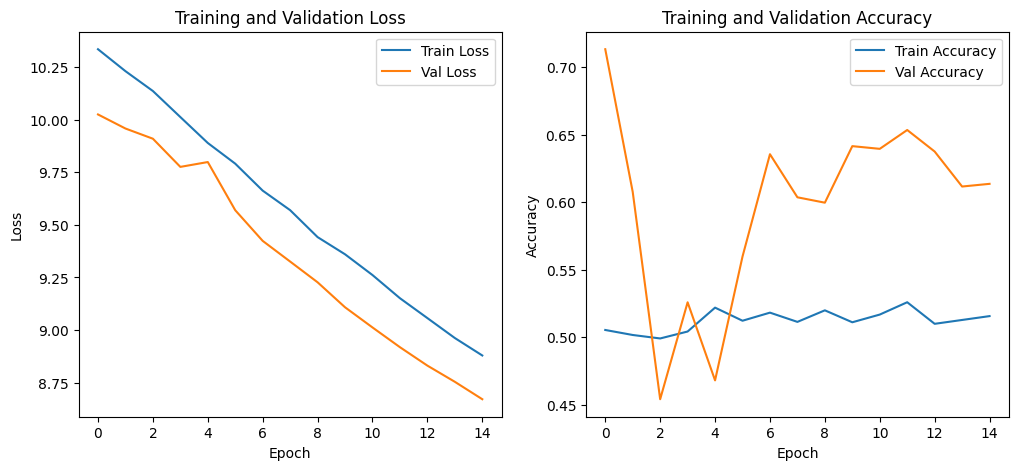 Training and Validation Loss
Train Loss
Val Loss
10.25
10.00
9.75
9.50
9.25
9.00
8.75
Loss
0 2 4 6 8 10 12 14
Epoch
Training and Validation Accuracy
Train Accuracy
Val Accuracy
0.70
0.65
0.60
0.55
0.50
0.45
Accuracy
0 2 4 6 8 10 12 14
Epoch